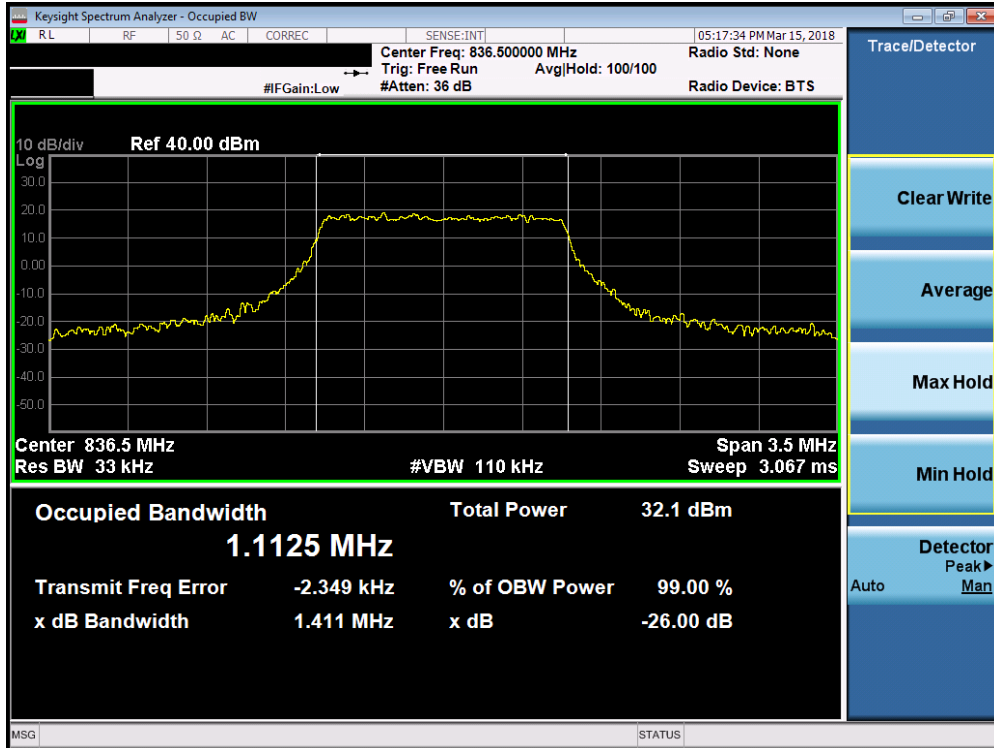 Keysight Spectrum Analyzer - Occupied BW
LXI RL RF 50 Ω AC CORREC SENSE:INT 05:17:34 PM Mar 15, 2018
Center Freq: 836.500000 MHz Radio Std: None
Trig: Free Run Avg|Hold: 100/100
#IFGain:Low #Atten: 36 dB Radio Device: BTS
Trace/Detector
10 dB/div Ref 40.00 dBm
Log
30.0
20.0
10.0
0.00
-10.0
-20.0
-30.0
-40.0
-50.0
Center 836.5 MHz Span 3.5 MHz
Res BW 33 kHz #VBW 110 kHz Sweep 3.067 ms
Occupied Bandwidth Total Power 32.1 dBm
1.1125 MHz
Transmit Freq Error -2.349 kHz % of OBW Power 99.00 %
x dB Bandwidth 1.411 MHz x dB -26.00 dB
Clear Write
Average
Max Hold
Min Hold
Detector
Peak▶
Auto Man
MSG STATUS